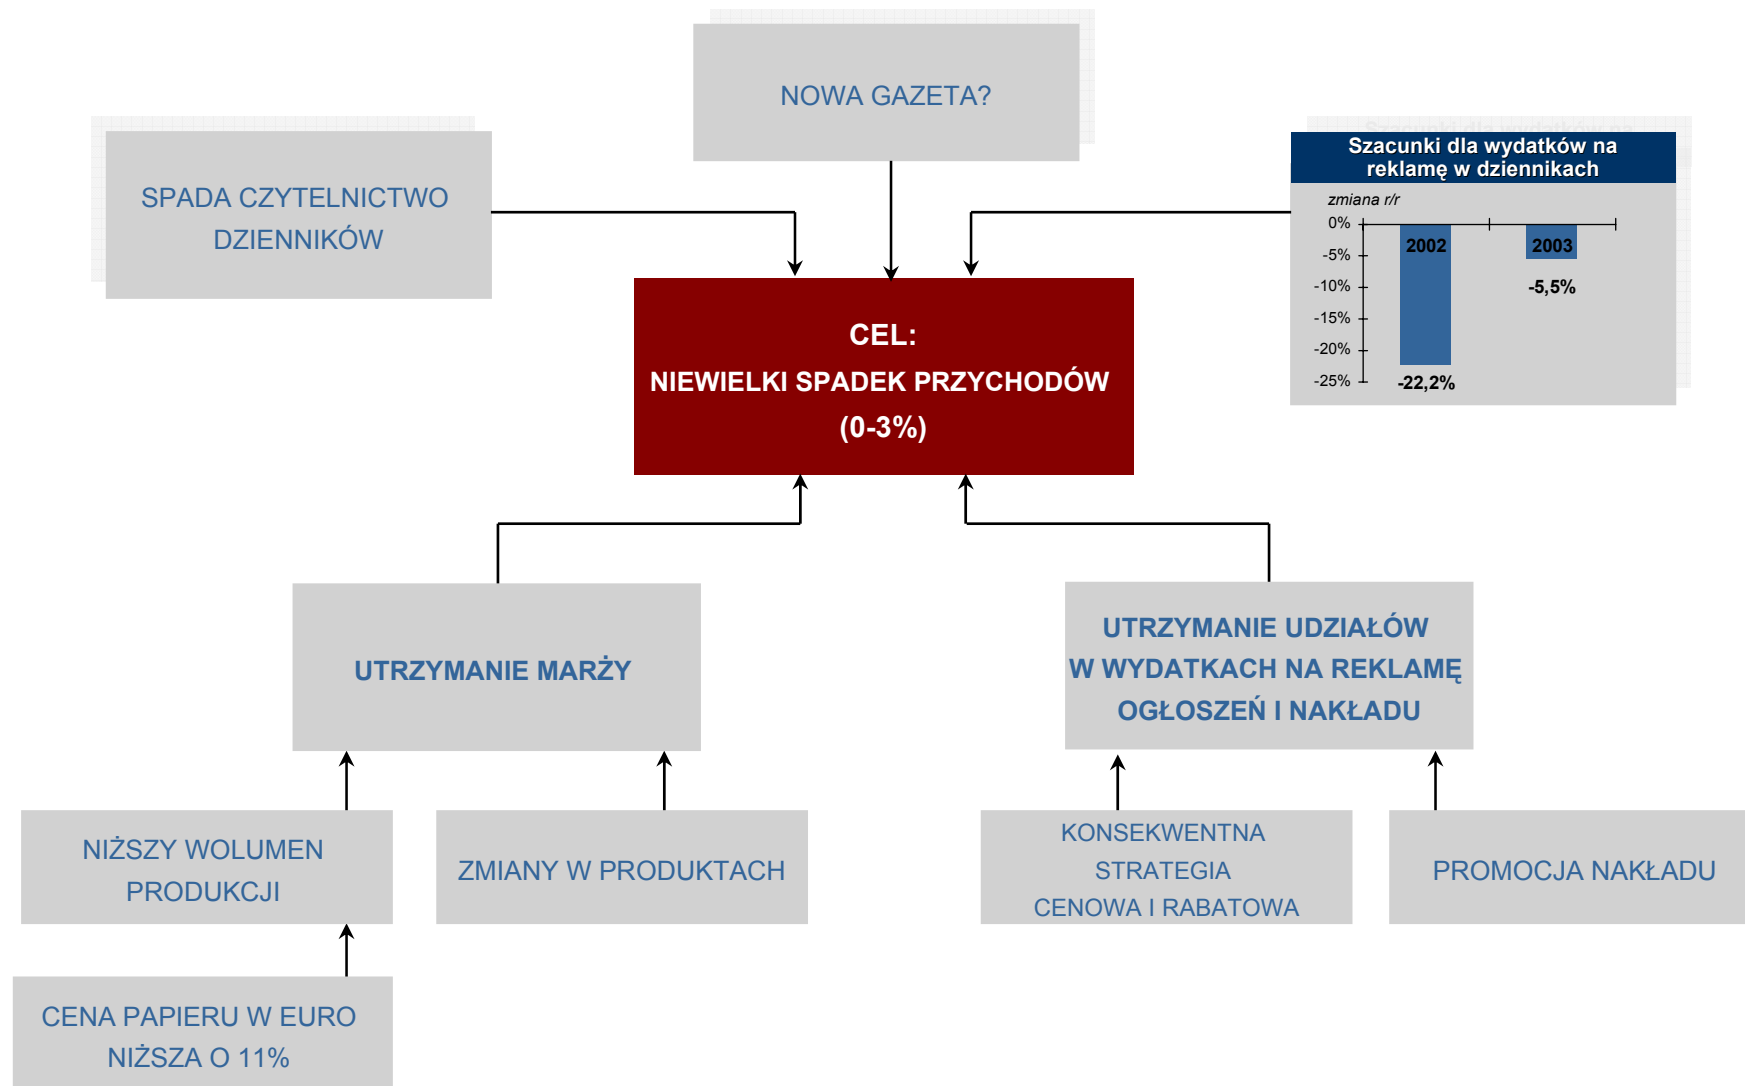 NOWA GAZETA?
SPADA CZYTELNICTWO
DZIENNIKÓW
Szacunki dla wydatków na
reklamę w dziennikach
zmiana r/r
0%
-5%
-10%
-15%
-20%
-25%
2002
2003
-5,5%
-22,2%
CEL:
NIEWIELKI SPADEK PRZYCHODÓW
(0-3%)
UTRZYMANIE MARŻY
UTRZYMANIE UDZIAŁÓW
W WYDATKACH NA REKLAMĘ
OGŁOSZEŃ I NAKŁADU
NIŻSZY WOLUMEN
PRODUKCJI
ZMIANY W PRODUKTACH
KONSEKWENTNA
STRATEGIA
CENOWA I RABATOWA
PROMOCJA NAKŁADU
CENA PAPIERU W EURO
NIŻSZA O 11%